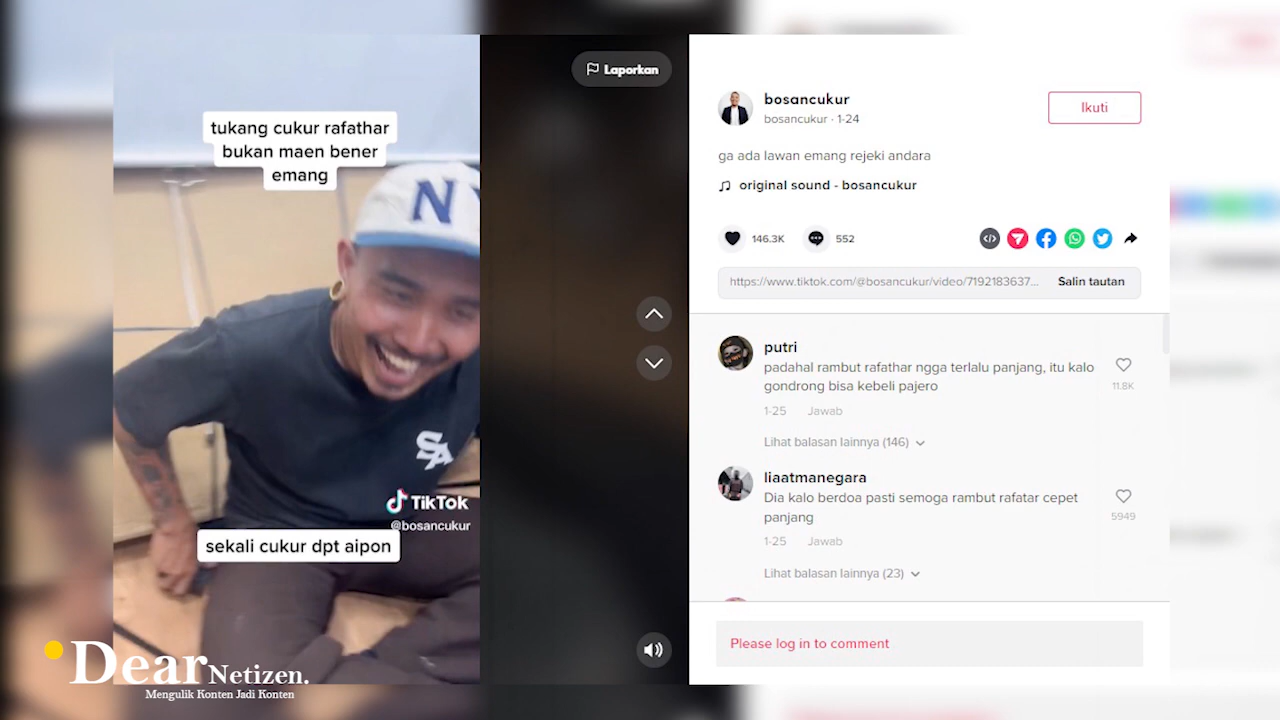 tukang cukur rafathar
bukan maen bener
emang
N
SA
TikTok
@bosancukur
sekali cukur dpt aipon
Dear Netizen.
Mengulik Konten Jadi Konten
Laporkan
bosancukur
bosancukur · 1-24
Ikuti
ga ada lawan emang rejeki andara
original sound - bosancukur
146.3K
552
https://www.tiktok.com/@bosancukur/video/7192183637...
Salin tautan
putri
padahal rambut rafathar ngga terlalu panjang, itu kalo
gondrong bisa kebeli pajero
11.8K
1-25 Jawab
Lihat balasan lainnya (146)
liaatmanegara
Dia kalo berdoa pasti semoga rambut rafatar cepet
panjang
5949
1-25 Jawab
Lihat balasan lainnya (23)
Please log in to comment